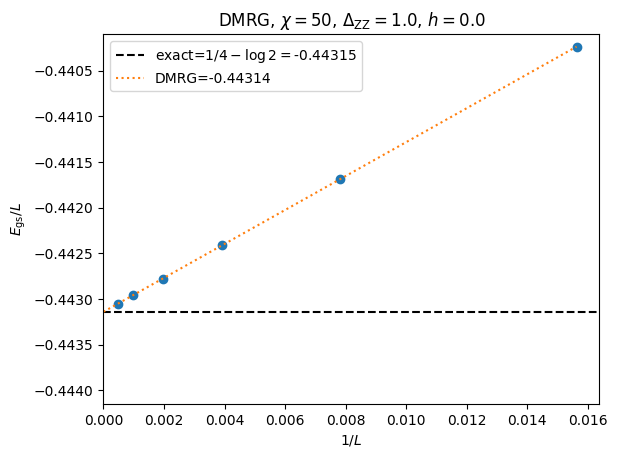 DMRG, χ = 50, Δ_ZZ = 1.0, h = 0.0
exact=1/4 − log 2 = -0.44315
DMRG=-0.44314
−0.4405
−0.4410
−0.4415
−0.4420
−0.4425
−0.4430
−0.4435
−0.4440
E_gs/L
0.000 0.002 0.004 0.006 0.008 0.010 0.012 0.014 0.016
1/L